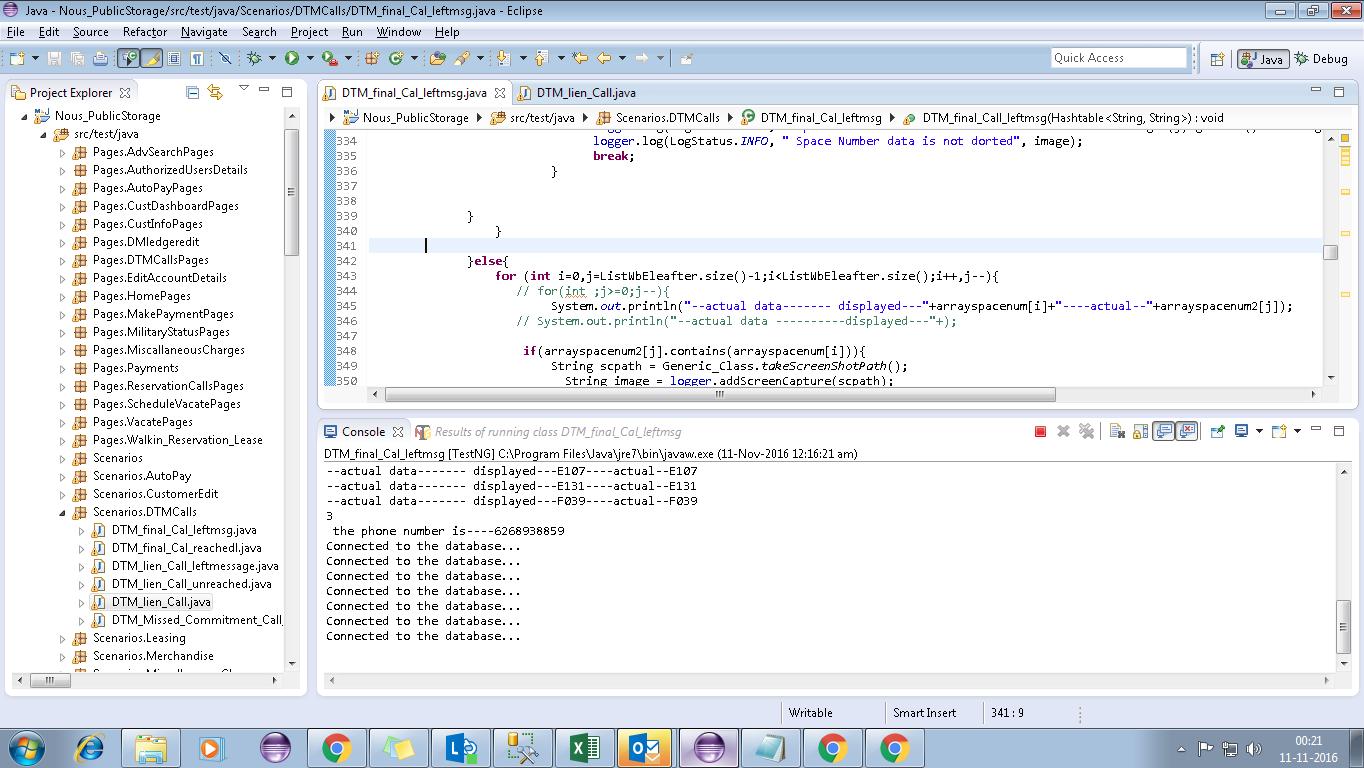 Java - Nous_PublicStorage/src/test/java/Scenarios/DTMCalls/DTM_final_Cal_leftmsg.java - Eclipse
File Edit Source Refactor Navigate Search Project Run Window Help
Quick Access
Java
Debug
Project Explorer
Nous_PublicStorage
src/test/java
Pages.AdvSearchPages
Pages.AuthorizedUsersDetails
Pages.AutoPayPages
Pages.CustDashboardPages
Pages.CustInfoPages
Pages.DMledgeredit
Pages.DTMCallsPages
Pages.EditAccountDetails
Pages.HomePages
Pages.MakePaymentPages
Pages.MilitaryStatusPages
Pages.MiscallaneousCharges
Pages.Payments
Pages.ReservationCallsPages
Pages.ScheduleVacatePages
Pages.VacatePages
Pages.Walkin_Reservation_Lease
Scenarios
Scenarios.AutoPay
Scenarios.CustomerEdit
Scenarios.DTMCalls
DTM_final_Cal_leftmsg.java
DTM_final_Cal_reachedl.java
DTM_lien_Call_leftmessage.java
DTM_lien_Call_unreached.java
DTM_lien_Call.java
DTM_Missed_Commitment_Call_
Scenarios.Leasing
Scenarios.Merchandise
DTM_final_Cal_leftmsg.java
DTM_lien_Call.java
Nous_PublicStorage
src/test/java
Scenarios.DTMCalls
DTM_final_Cal_leftmsg
DTM_final_Call_leftmsg(Hashtable<String, String>) : void
334 logger.log(LogStatus.INFO, " Space Number data is not dorted", image);
335 break;
336 }
337
338
339 }
340 }
341
342 }else{
343 for (int i=0,j=ListWbEleafter.size()-1;i<ListWbEleafter.size();i++,j--){
344 // for(int ;j>=0;j--){
345 System.out.println("--actual data------- displayed---"+arrayspacenum[i]+"----actual--"+arrayspacenum2[j]);
346 // System.out.println("--actual data ----------displayed---"+);
347
348 if(arrayspacenum2[j].contains(arrayspacenum[i])){
349 String scpath = Generic_Class.takeScreenShotPath();
350 String image = logger.addScreenCapture(scpath);
Console
Results of running class DTM_final_Cal_leftmsg
DTM_final_Cal_leftmsg [TestNG] C:\Program Files\Java\jre7\bin\javaw.exe (11-Nov-2016 12:16:21 am)
--actual data------- displayed---E107----actual--E107
--actual data------- displayed---E131----actual--E131
--actual data------- displayed---F039----actual--F039
3
the phone number is----6268938859
Connected to the database...
Connected to the database...
Connected to the database...
Connected to the database...
Connected to the database...
Connected to the database...
Connected to the database...
Writable
Smart Insert
341 : 9
00:21
11-11-2016